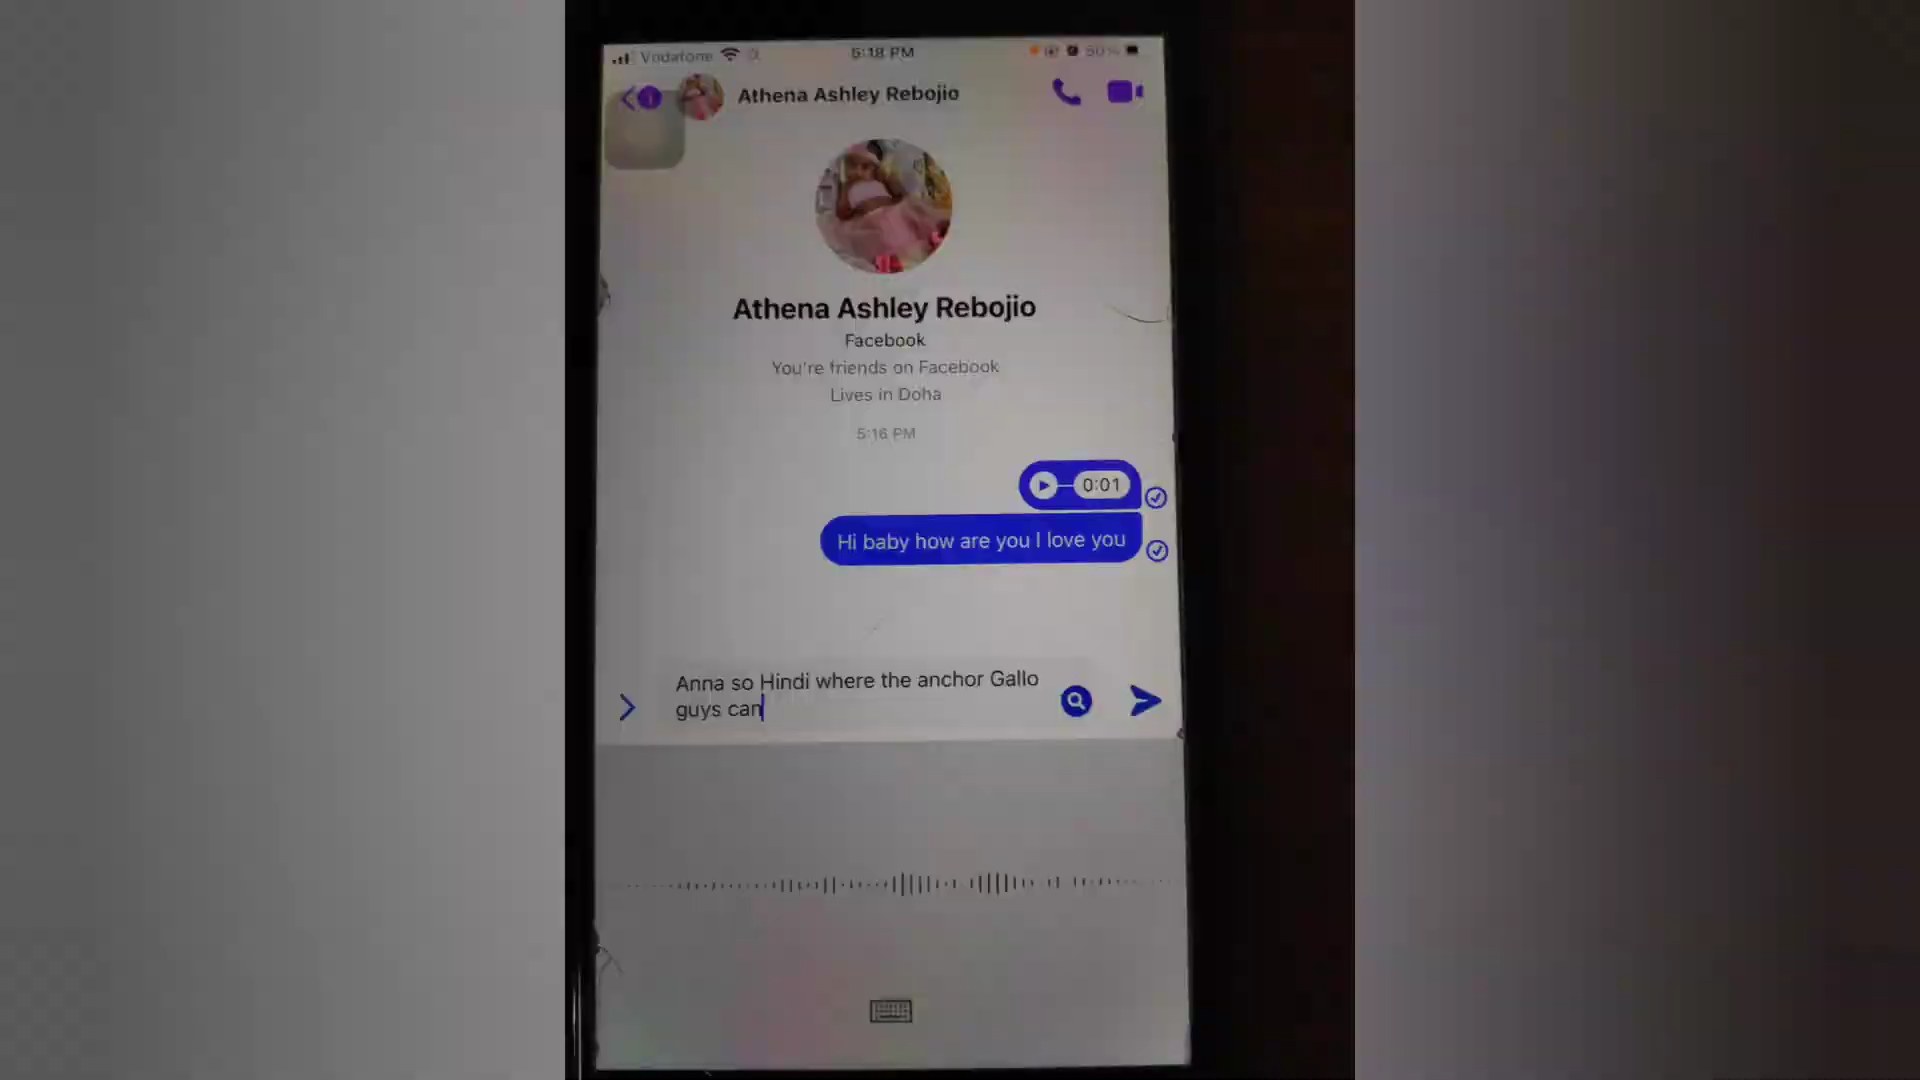 Vodafone 5:18 PM 50%
Athena Ashley Rebojio
Athena Ashley Rebojio
Facebook
You're friends on Facebook
Lives in Doha
5:16 PM
0:01
Hi baby how are you I love you
Anna so Hindi where the anchor Gallo
guys can